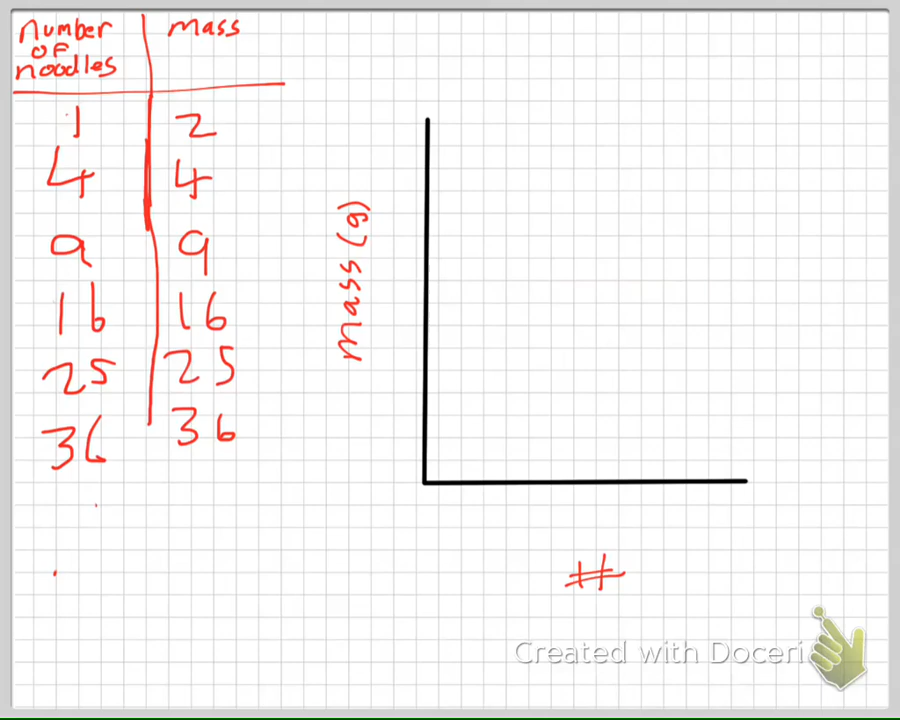 number mass
of
noodles
1 2
4 4
9 9
16 16
25 25
36 36
mass (g)
#
Created with Doceri